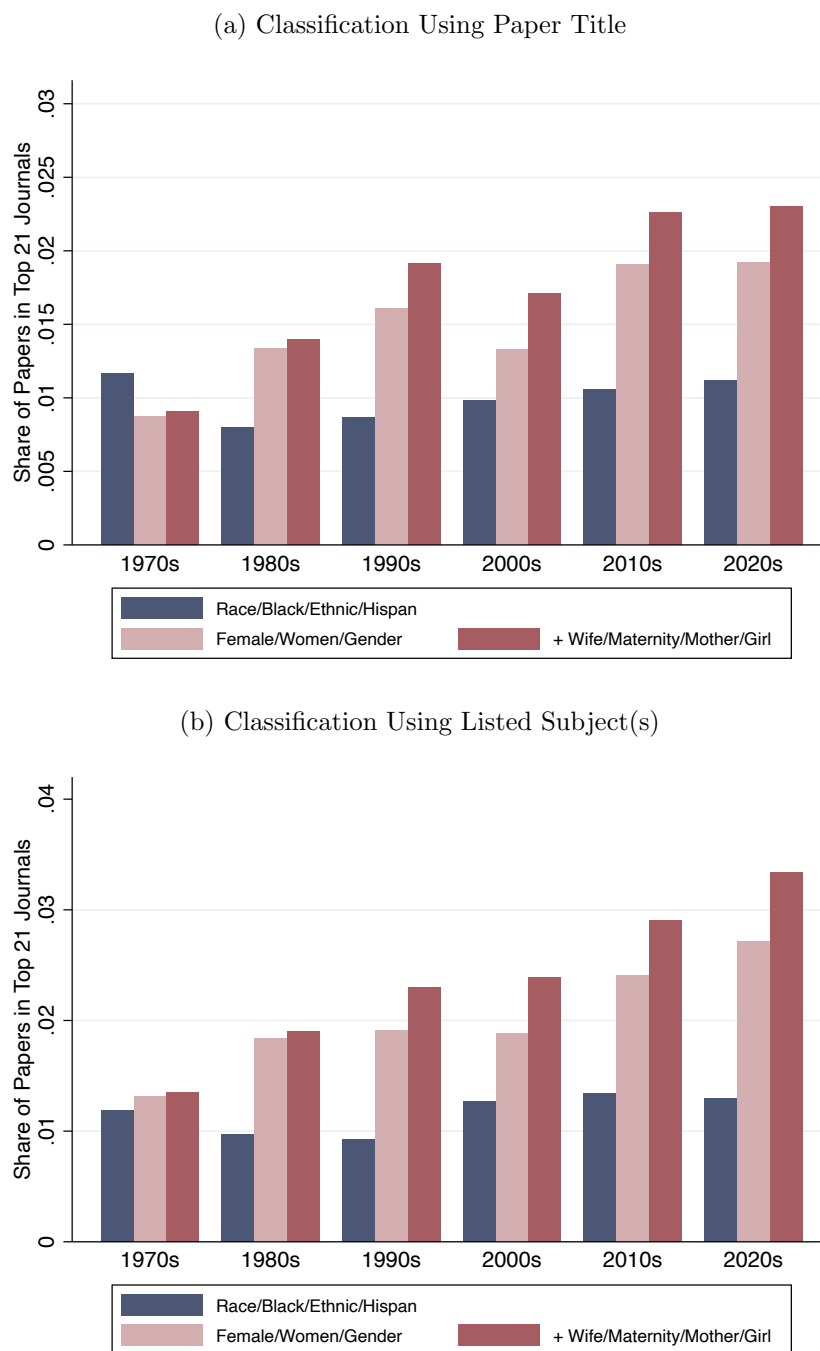 (a) Classification Using Paper Title
Share of Papers in Top 21 Journals
.03
.025
.02
.015
.01
.005
0
1970s 1980s 1990s 2000s 2010s 2020s
Race/Black/Ethnic/Hispan
Female/Women/Gender + Wife/Maternity/Mother/Girl
(b) Classification Using Listed Subject(s)
Share of Papers in Top 21 Journals
.04
.03
.02
.01
0
1970s 1980s 1990s 2000s 2010s 2020s
Race/Black/Ethnic/Hispan
Female/Women/Gender + Wife/Maternity/Mother/Girl